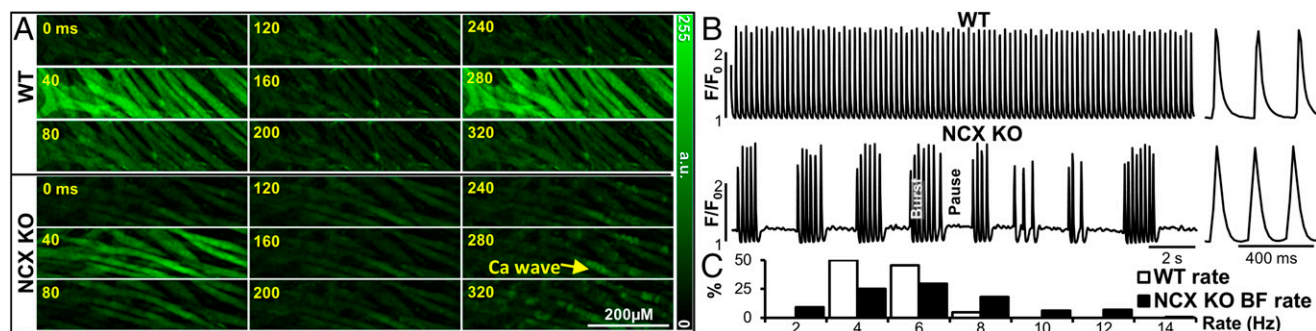 A
WT
0 ms
120
240
40
160
280
80
200
320
NCX KO
0 ms
120
240
40
160
280
Ca wave
80
200
320
200µM
255
a.u.
0
B
WT
F/F0
2
1
NCX KO
F/F0
2
1
Burst
Pause
2 s
400 ms
C
%
50
25
0
WT rate
NCX KO BF rate
2 4 6 8 10 12 14
Rate (Hz)